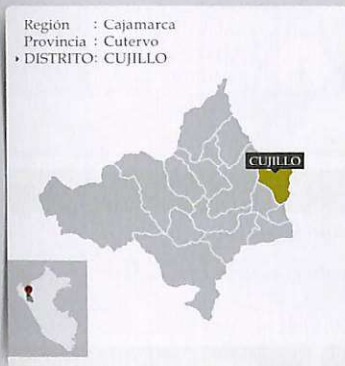 Región : Cajamarca
Provincia : Cutervo
DISTRITO: CUJILLO
CUJILLO